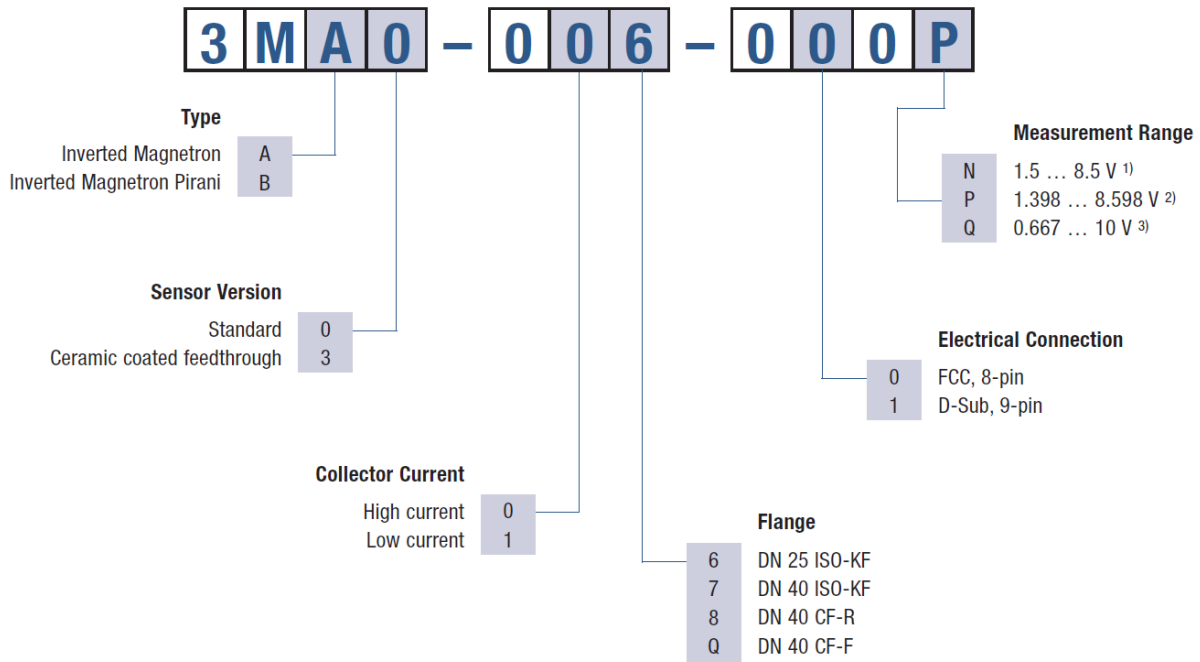 3MA0-006-000P
Type
Inverted Magnetron A
Inverted Magnetron Pirani B
Measurement Range
N 1.5 … 8.5 V 1)
P 1.398 … 8.598 V 2)
Q 0.667 … 10 V 3)
Sensor Version
Standard 0
Ceramic coated feedthrough 3
Electrical Connection
0 FCC, 8-pin
1 D-Sub, 9-pin
Collector Current
High current 0
Low current 1
Flange
6 DN 25 ISO-KF
7 DN 40 ISO-KF
8 DN 40 CF-R
Q DN 40 CF-F